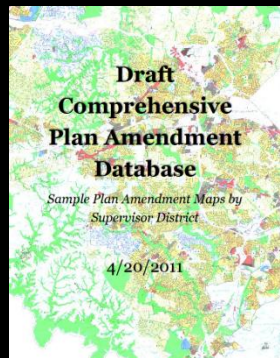 Draft
Comprehensive
Plan Amendment
Database
Sample Plan Amendment Maps by
Supervisor District
4/20/2011